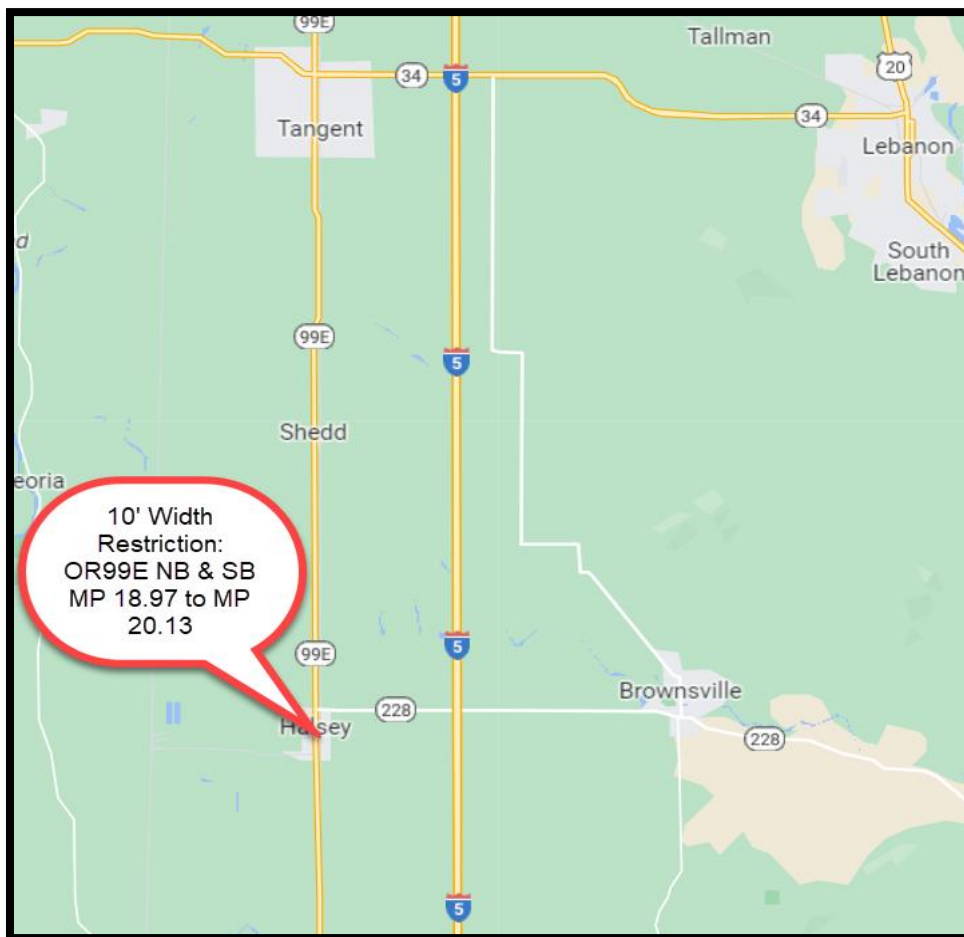 99E
Tallman
20
34
5
34
Tangent
Lebanon
South
Lebanon
99E
5
Shedd
eoria
10' Width
Restriction:
OR99E NB & SB
MP 18.97 to MP
20.13
99E
5
Brownsville
228
Halsey
228
5